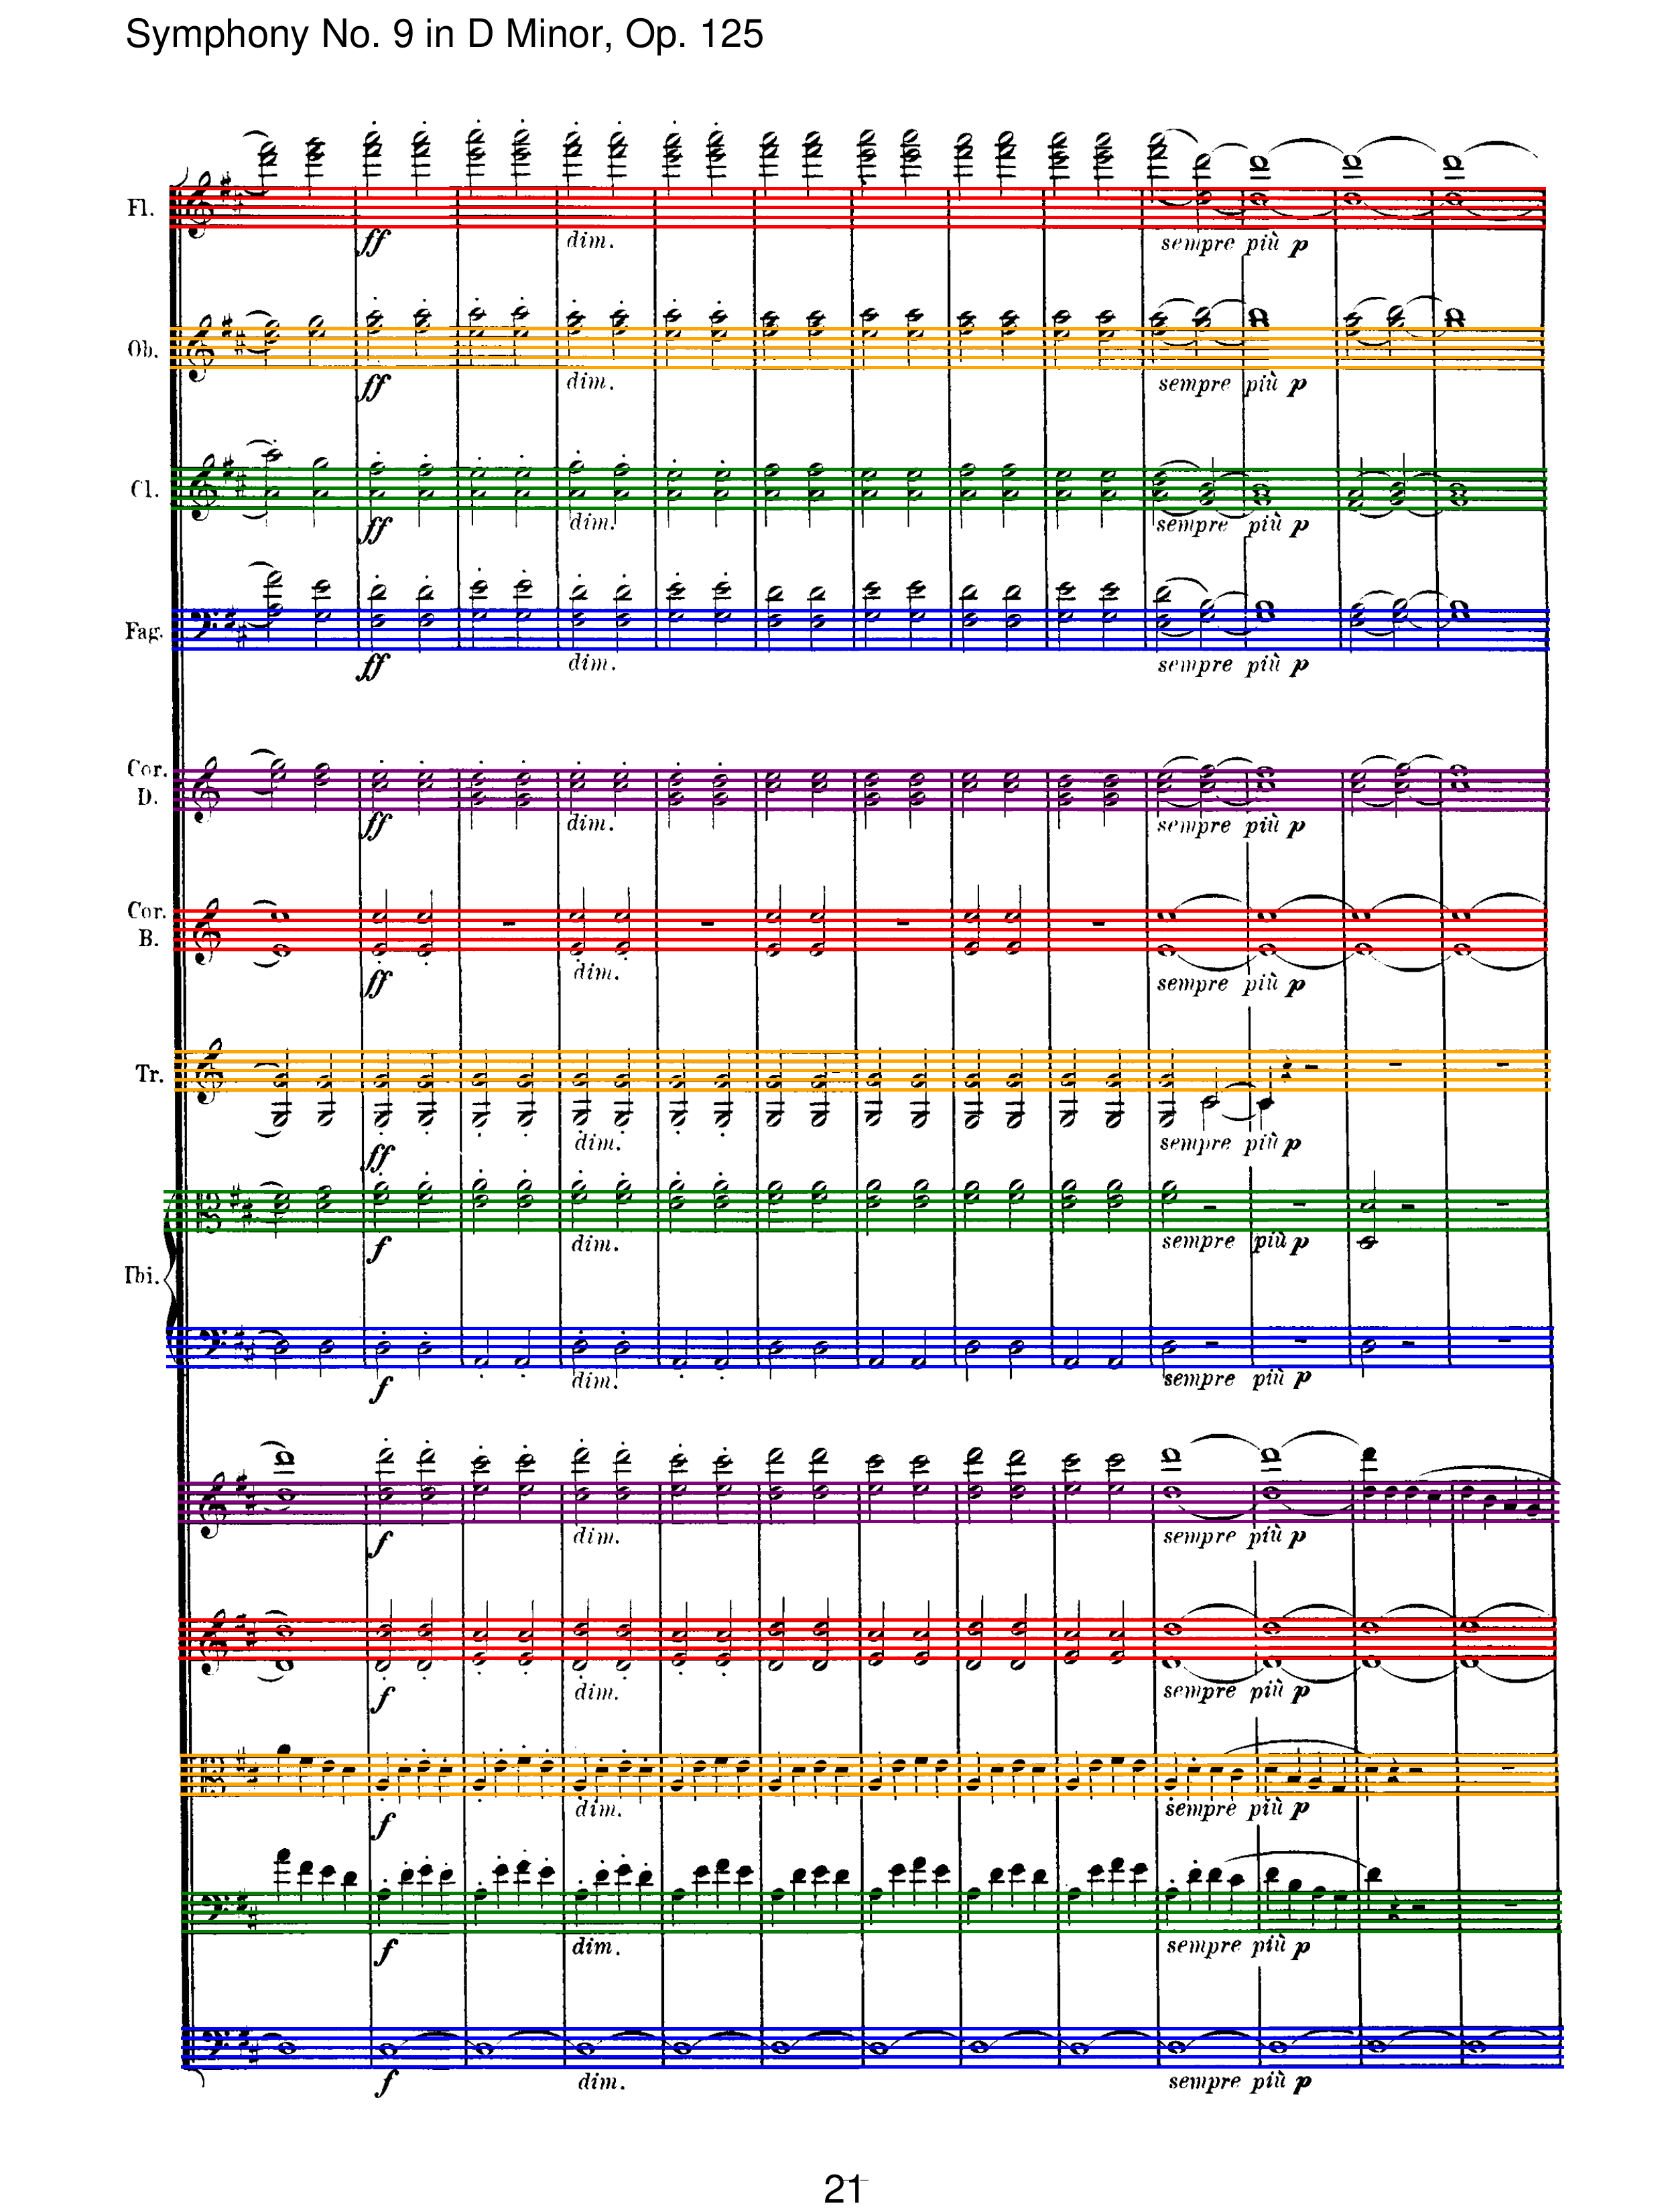 Symphony No. 9 in D Minor, Op. 125
Fl.
ff dim. sempre più p
Ob.
ff dim. sempre più p
Cl.
ff dim. sempre più p
Fag.
ff dim. sempre più p
Cor.
D.
ff dim. sempre più p
Cor.
B.
ff dim. sempre più p
Tr.
ff dim. sempre più p
f dim. sempre più p
Tbi.
f dim. sempre più p
f dim. sempre più p
f dim. sempre più p
f dim. sempre più p
f dim. sempre più p
f dim. sempre più p
21